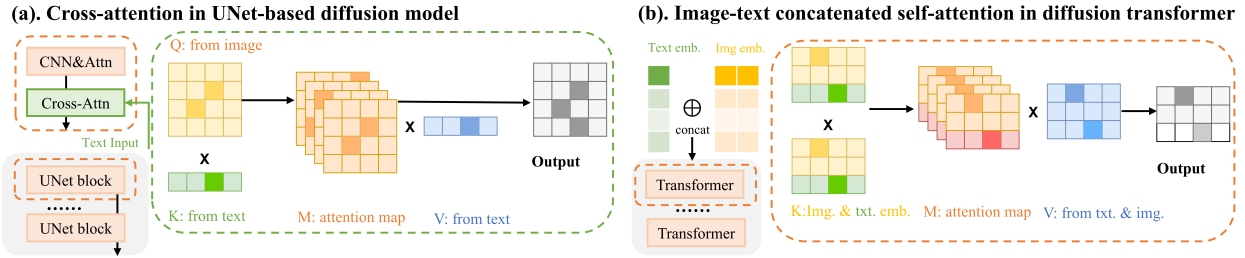 (a). Cross-attention in UNet-based diffusion model
CNN&Attn
Cross-Attn
Text Input
UNet block
......
UNet block
Q: from image
X
K: from text
M: attention map
X
V: from text
Output
(b). Image-text concatenated self-attention in diffusion transformer
Text emb.
Img emb.
concat
Transformer
......
Transformer
X
K:Img. & txt. emb.
M: attention map
X
V: from txt. & img.
Output